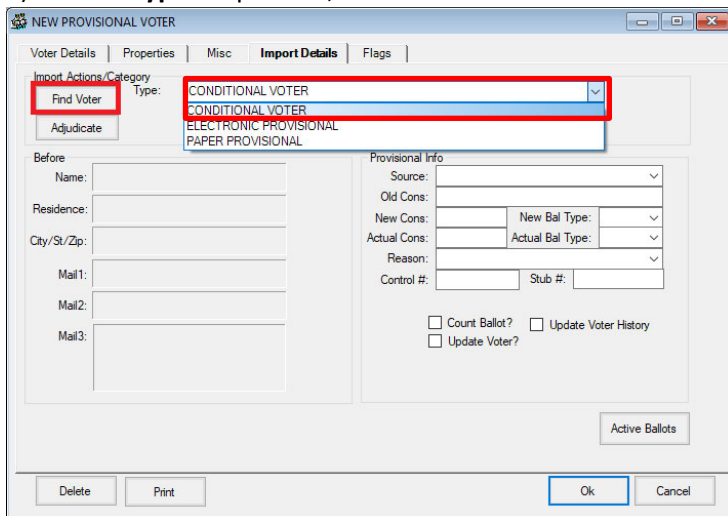 NEW PROVISIONAL VOTER
Voter Details Properties Misc Import Details Flags
Import Actions/Category
Find Voter Type: CONDITIONAL VOTER
CONDITIONAL VOTER
Adjudicate ELECTRONIC PROVISIONAL
PAPER PROVISIONAL
Before Provisional Info
Name: Source:
Old Cons:
Residence: New Cons: New Bal Type:
City/St/Zip: Actual Cons: Actual Bal Type:
Reason:
Mail1: Control #: Stub #:
Mail2:
Mail3: Count Ballot? Update Voter History
Update Voter?
Active Ballots
Delete Print Ok Cancel